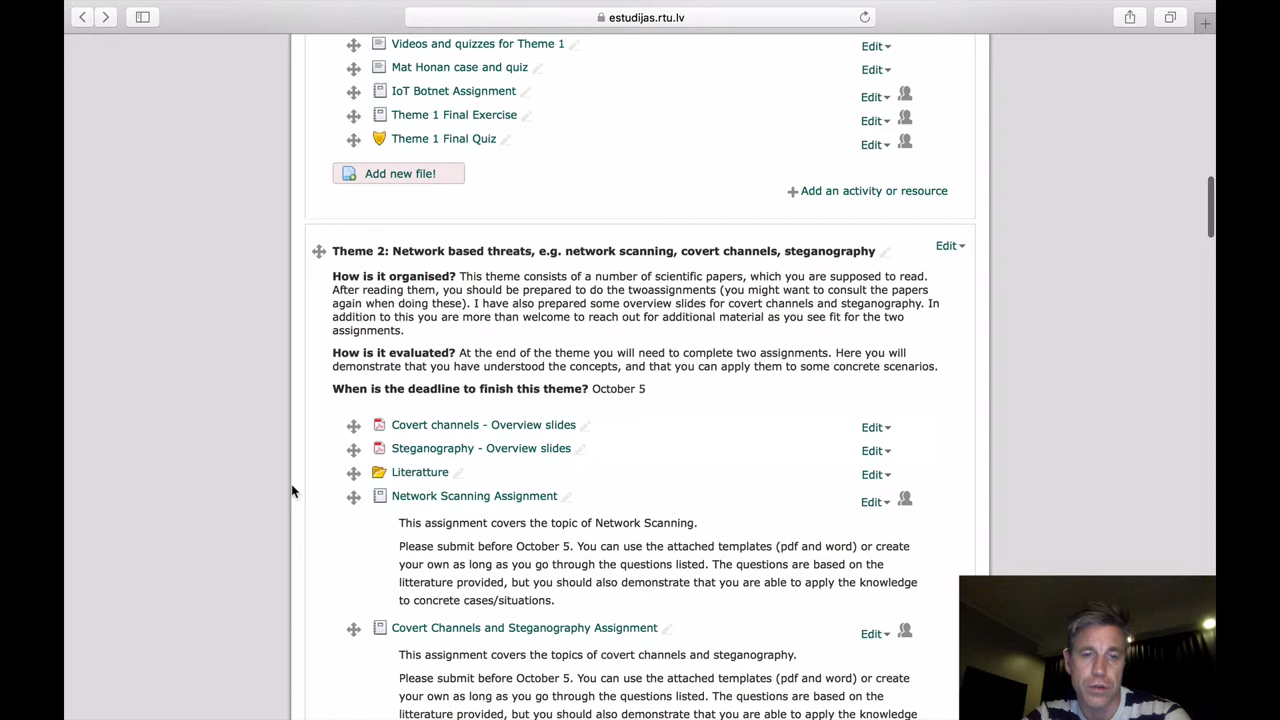 estudijas.rtu.lv
Videos and quizzes for Theme 1
Edit
Mat Honan case and quiz
Edit
IoT Botnet Assignment
Edit
Theme 1 Final Exercise
Edit
Theme 1 Final Quiz
Edit
Add new file!
Add an activity or resource
Theme 2: Network based threats, e.g. network scanning, covert channels, steganography
Edit
How is it organised? This theme consists of a number of scientific papers, which you are supposed to read.
After reading them, you should be prepared to do the twoassignments (you might want to consult the papers
again when doing these). I have also prepared some overview slides for covert channels and steganography. In
addition to this you are more than welcome to reach out for additional material as you see fit for the two
assignments.
How is it evaluated? At the end of the theme you will need to complete two assignments. Here you will
demonstrate that you have understood the concepts, and that you can apply them to some concrete scenarios.
When is the deadline to finish this theme? October 5
Covert channels - Overview slides
Edit
Steganography - Overview slides
Edit
Literatture
Edit
Network Scanning Assignment
Edit
This assignment covers the topic of Network Scanning.
Please submit before October 5. You can use the attached templates (pdf and word) or create
your own as long as you go through the questions listed. The questions are based on the
litterature provided, but you should also demonstrate that you are able to apply the knowledge
to concrete cases/situations.
Covert Channels and Steganography Assignment
Edit
This assignment covers the topics of covert channels and steganography.
Please submit before October 5. You can use the attached templates (pdf and word) or create
your own as long as you go through the questions listed. The questions are based on the
litterature provided, but you should also demonstrate that you are able to apply the knowledge